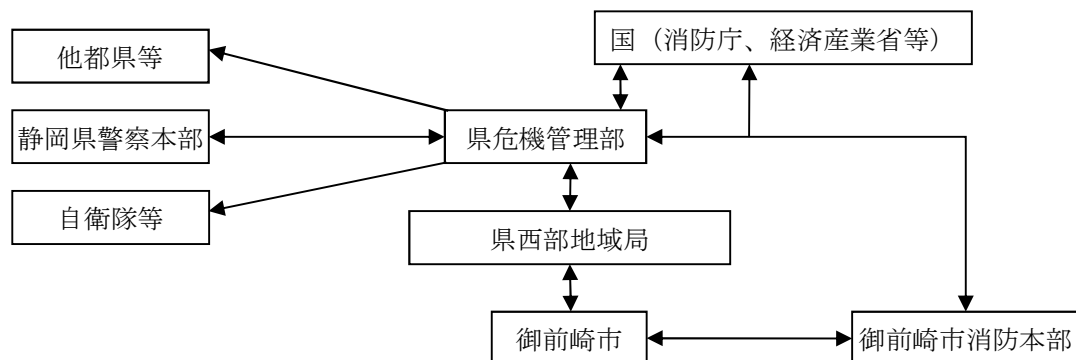 国（消防庁、経済産業省等）
他都県等
静岡県警察本部
県危機管理部
自衛隊等
県西部地域局
御前崎市
御前崎市消防本部